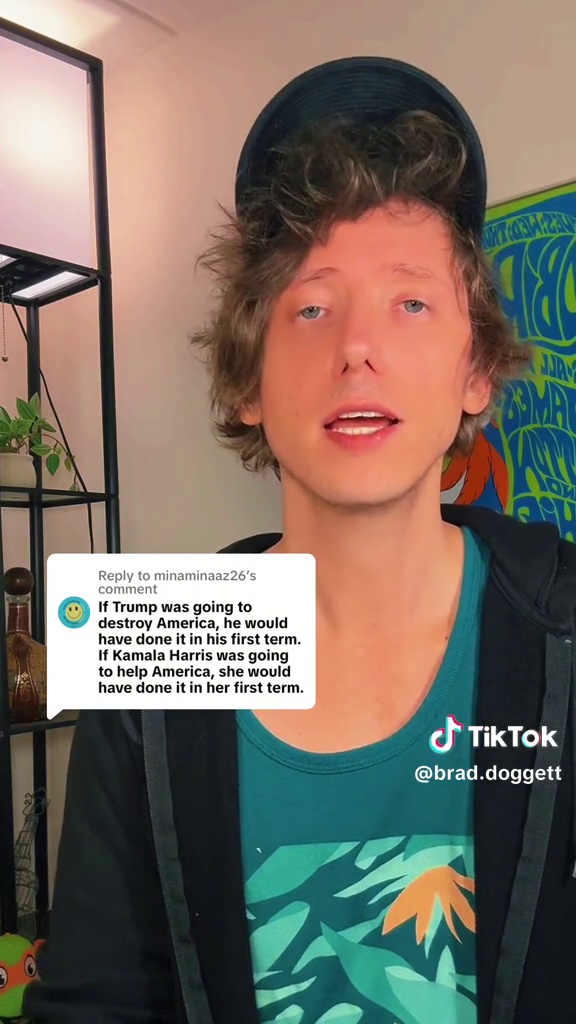 Reply to minaminaaz26's
comment
If Trump was going to
destroy America, he would
have done it in his first term.
If Kamala Harris was going
to help America, she would
have done it in her first term.
TikTok
@brad.doggett